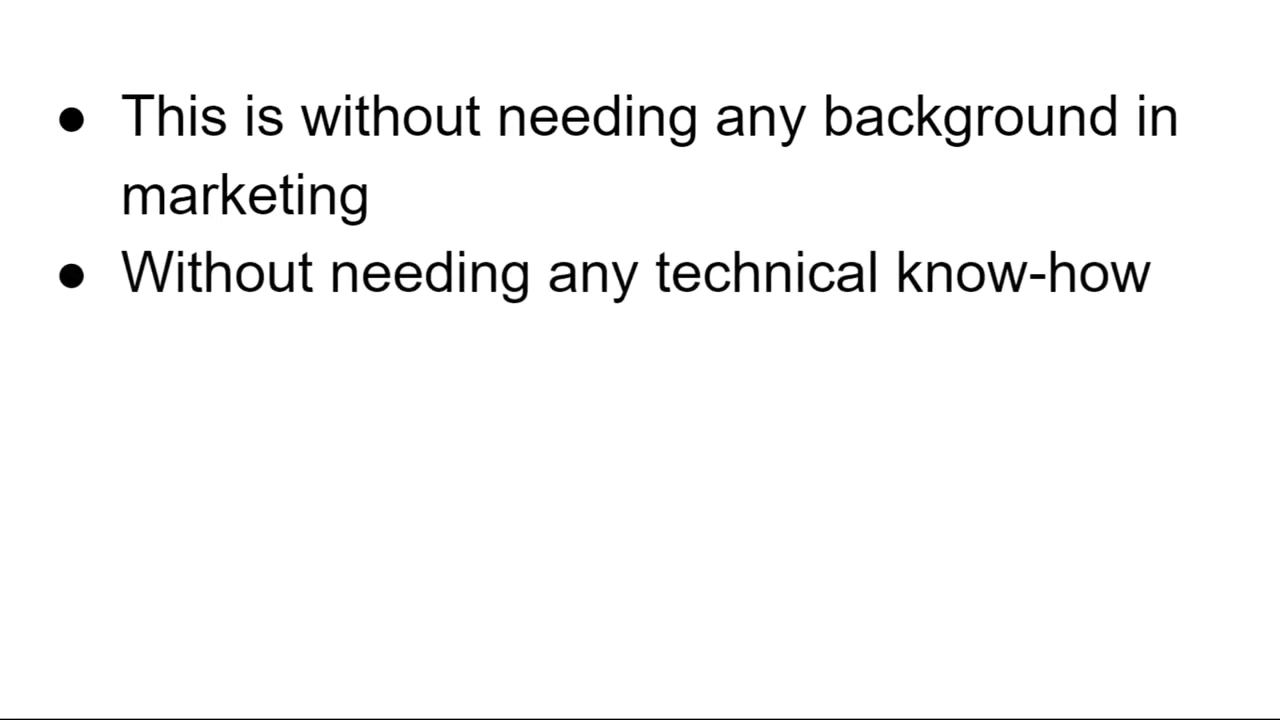 ● This is without needing any background in
marketing
● Without needing any technical know-how